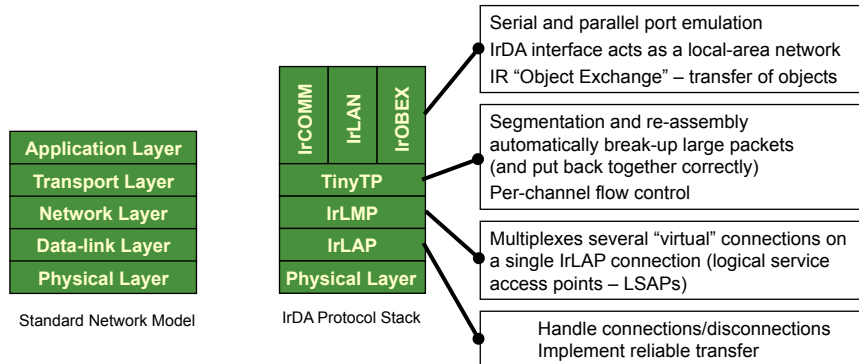 Application Layer
Transport Layer
Network Layer
Data-link Layer
Physical Layer
Standard Network Model
IrCOMM
IrLAN
IrOBEX
TinyTP
IrLMP
IrLAP
Physical Layer
IrDA Protocol Stack
Serial and parallel port emulation
IrDA interface acts as a local-area network
IR “Object Exchange” – transfer of objects
Segmentation and re-assembly
automatically break-up large packets
(and put back together correctly)
Per-channel flow control
Multiplexes several “virtual” connections on
a single IrLAP connection (logical service
access points – LSAPs)
Handle connections/disconnections
Implement reliable transfer